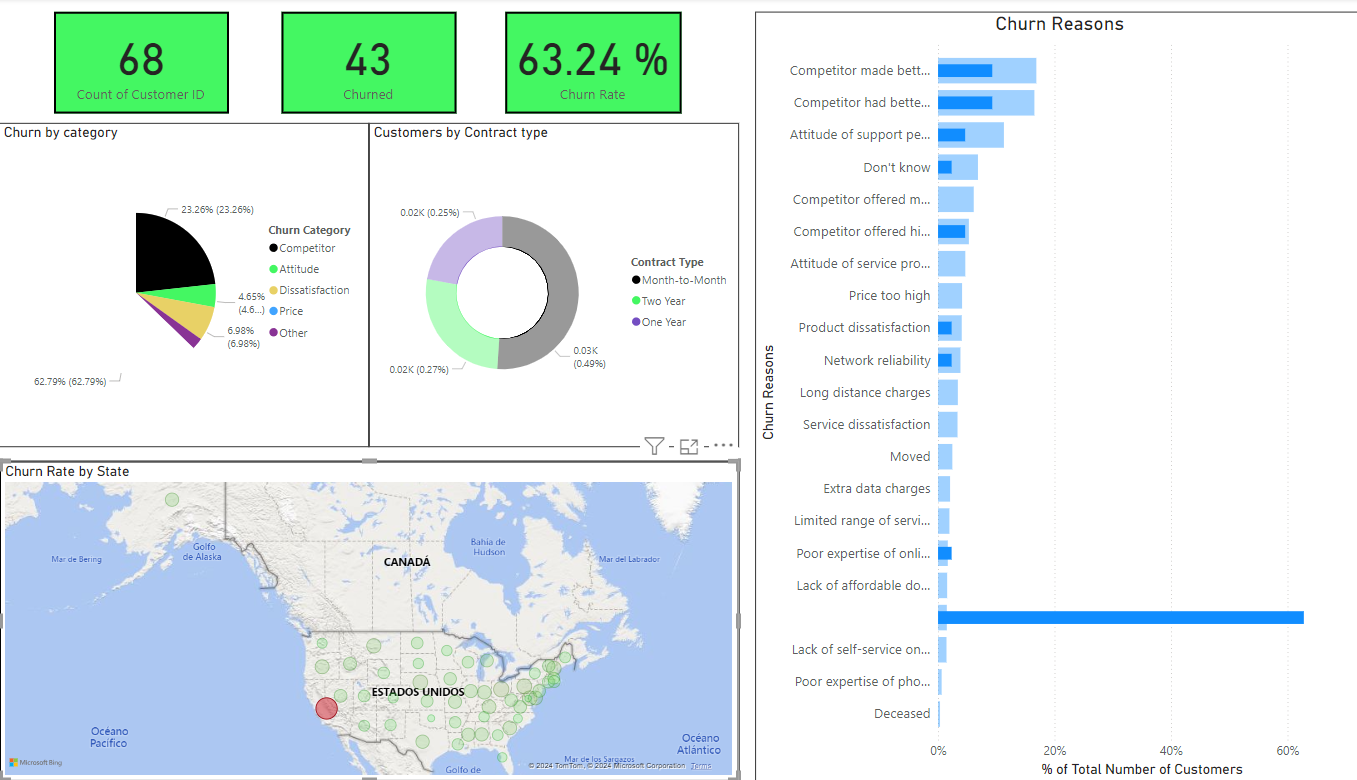 68
Count of Customer ID
43
Churned
63.24 %
Churn Rate
Churn by category
23.26% (23.26%)
4.65%
(4.6...)
6.98%
(6.98%)
62.79% (62.79%)
Churn Category
Competitor
Attitude
Dissatisfaction
Price
Other
Customers by Contract type
0.02K (0.25%)
0.03K
(0.49%)
0.02K (0.27%)
Contract Type
Month-to-Month
Two Year
One Year
Churn Rate by State
Mar de Bering
Golfo
de Alaska
CANADÁ
Bahía de
Hudson
Mar del Labrador
ESTADOS UNIDOS
Océano
Pacífico
Océano
Atlántico
Golfo de
Mar de los Sargazos
Microsoft Bing
© 2024 TomTom, © 2024 Microsoft Corporation Terms
Churn Reasons
Churn Reasons
Competitor made bett...
Competitor had bette...
Attitude of support pe...
Don't know
Competitor offered m...
Competitor offered hi...
Attitude of service pro...
Price too high
Product dissatisfaction
Network reliability
Long distance charges
Service dissatisfaction
Moved
Extra data charges
Limited range of servi...
Poor expertise of onli...
Lack of affordable do...
Lack of self-service on...
Poor expertise of pho...
Deceased
0%
20%
40%
60%
% of Total Number of Customers